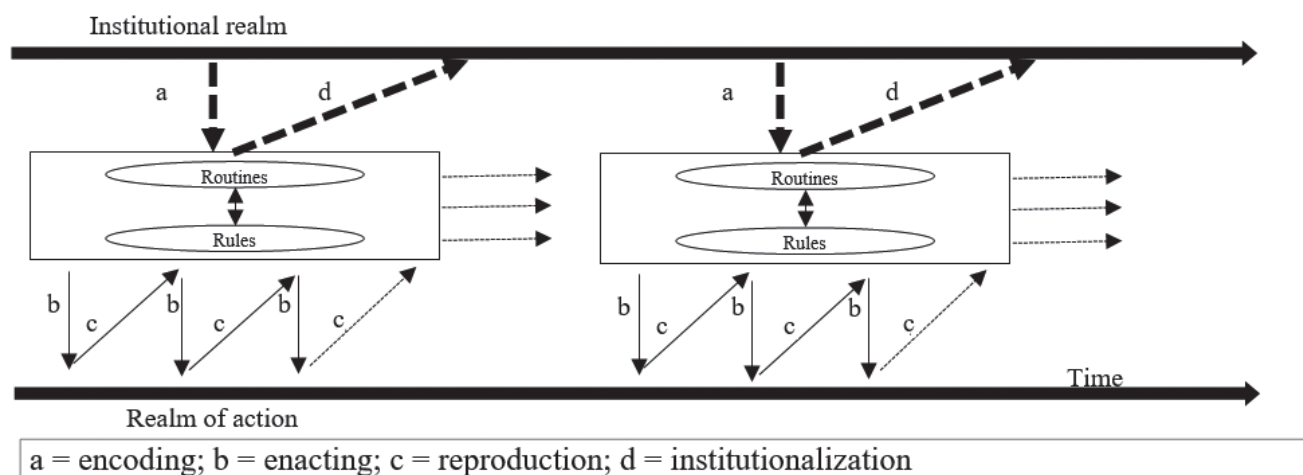 Institutional realm
a d a d
Routines Routines
Rules Rules
b b b b b b
c c c c c c
Time
Realm of action
a = encoding; b = enacting; c = reproduction; d = institutionalization